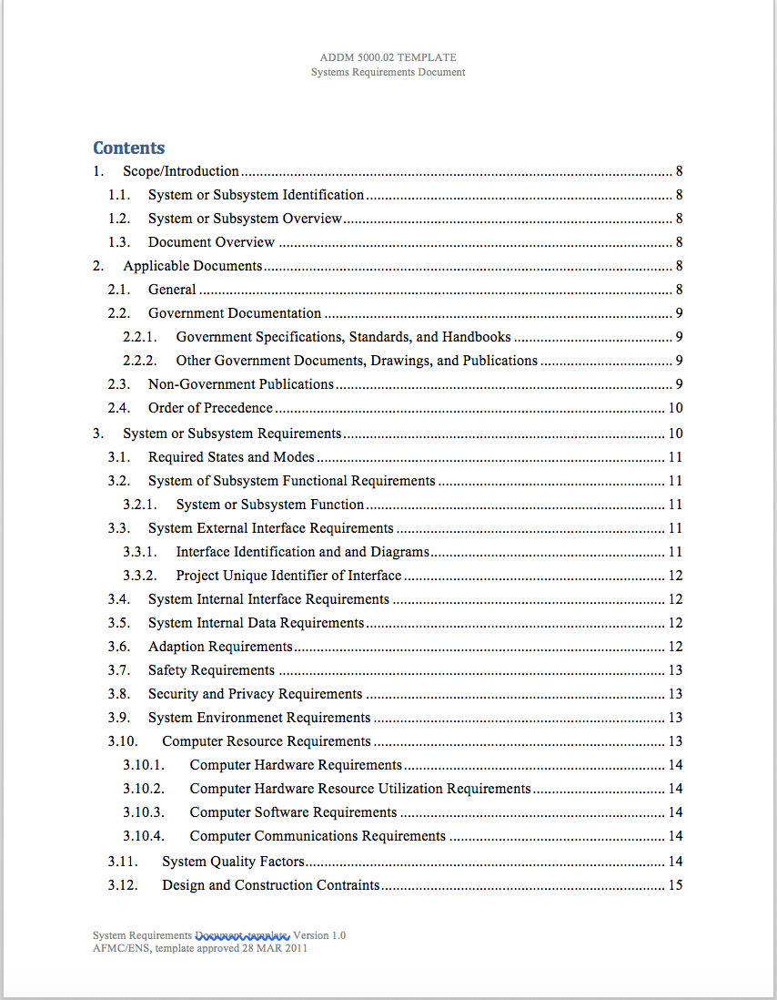 ADDM 5000.02 TEMPLATE
Systems Requirements Document
Contents
1. Scope/Introduction 8
1.1. System or Subsystem Identification 8
1.2. System or Subsystem Overview 8
1.3. Document Overview 8
2. Applicable Documents 8
2.1. General 8
2.2. Government Documentation 9
2.2.1. Government Specifications, Standards, and Handbooks 9
2.2.2. Other Government Documents, Drawings, and Publications 9
2.3. Non-Government Publications 9
2.4. Order of Precedence 10
3. System or Subsystem Requirements 10
3.1. Required States and Modes 11
3.2. System of Subsystem Functional Requirements 11
3.2.1. System or Subsystem Function 11
3.3. System External Interface Requirements 11
3.3.1. Interface Identification and and Diagrams 11
3.3.2. Project Unique Identifier of Interface 12
3.4. System Internal Interface Requirements 12
3.5. System Internal Data Requirements 12
3.6. Adaption Requirements 12
3.7. Safety Requirements 13
3.8. Security and Privacy Requirements 13
3.9. System Environmenet Requirements 13
3.10. Computer Resource Requirements 13
3.10.1. Computer Hardware Requirements 14
3.10.2. Computer Hardware Resource Utilization Requirements 14
3.10.3. Computer Software Requirements 14
3.10.4. Computer Communications Requirements 14
3.11. System Quality Factors 14
3.12. Design and Construction Contraints 15
System Requirements Document template, Version 1.0
AFMC/ENS, template approved 28 MAR 2011